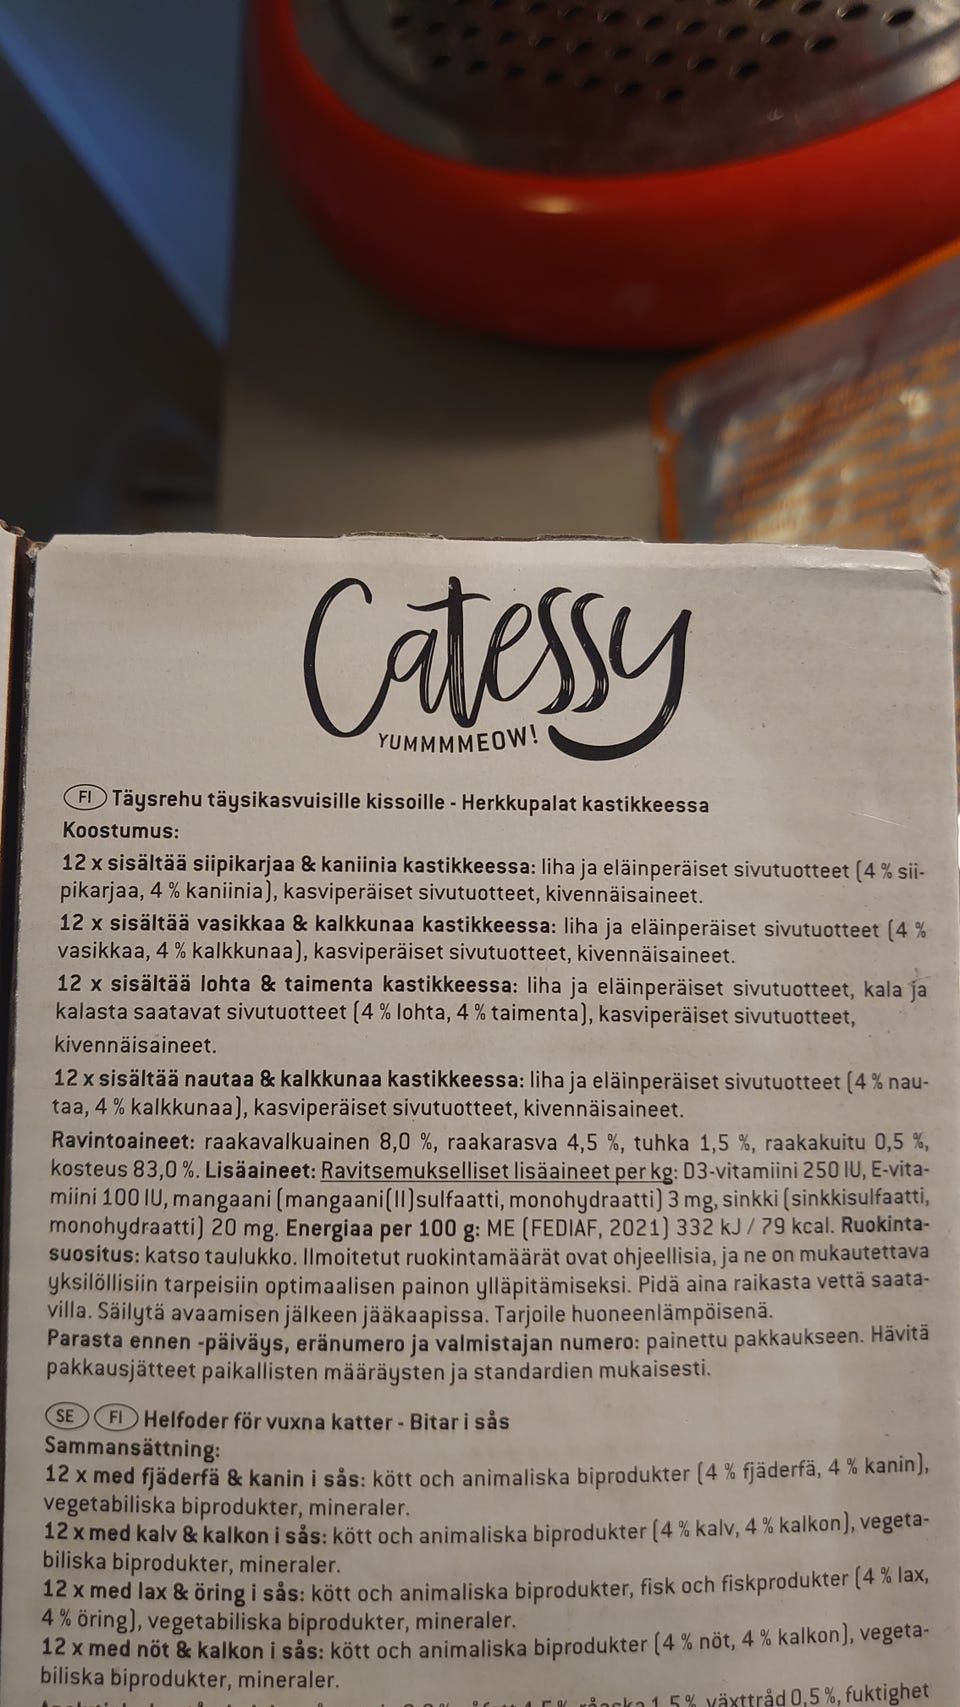 Catessy
YUMMMMEOW!
FI Täysrehu täysikasvuisille kissoille - Herkkupalat kastikkeessa
Koostumus:
12 x sisältää siipikarjaa & kaniinia kastikkeessa: liha ja eläinperäiset sivutuotteet (4 % sii-
pikarjaa, 4 % kaniinia), kasviperäiset sivutuotteet, kivennäisaineet.
12 x sisältää vasikkaa & kalkkunaa kastikkeessa: liha ja eläinperäiset sivutuotteet (4 %
vasikkaa, 4 % kalkkunaa), kasviperäiset sivutuotteet, kivennäisaineet.
12 x sisältää lohta & taimenta kastikkeessa: liha ja eläinperäiset sivutuotteet, kala ja
kalasta saatavat sivutuotteet (4 % lohta, 4 % taimenta), kasviperäiset sivutuotteet,
kivennäisaineet.
12 x sisältää nautaa & kalkkunaa kastikkeessa: liha ja eläinperäiset sivutuotteet (4 % nau-
taa, 4 % kalkkunaa), kasviperäiset sivutuotteet, kivennäisaineet.
Ravintoaineet: raakavalkuainen 8,0 %, raakarasva 4,5 %, tuhka 1,5 %, raakakuitu 0,5 %,
kosteus 83,0 %. Lisäaineet: Ravitsemukselliset lisäaineet per kg: D3-vitamiini 250 IU, E-vita-
miini 100 IU, mangaani (mangaani(II)sulfaatti, monohydraatti) 3 mg, sinkki (sinkkisulfaatti,
monohydraatti) 20 mg. Energiaa per 100 g: ME (FEDIAF, 2021) 332 kJ / 79 kcal. Ruokinta-
suositus: katso taulukko. Ilmoitetut ruokintamäärät ovat ohjeellisia, ja ne on mukautettava
yksilöllisiin tarpeisiin optimaalisen painon ylläpitämiseksi. Pidä aina raikasta vettä saata-
villa. Säilytä avaamisen jälkeen jääkaapissa. Tarjoile huoneenlämpöisenä.
Parasta ennen -päiväys, eränumero ja valmistajan numero: painettu pakkaukseen. Hävitä
pakkausjätteet paikallisten määräysten ja standardien mukaisesti.
SE FI Helfoder för vuxna katter - Bitar i sås
Sammansättning:
12 x med fjäderfä & kanin i sås: kött och animaliska biprodukter (4 % fjäderfä, 4 % kanin),
vegetabiliska biprodukter, mineraler.
12 x med kalv & kalkon i sås: kött och animaliska biprodukter (4 % kalv, 4 % kalkon), vegeta-
biliska biprodukter, mineraler.
12 x med lax & öring i sås: kött och animaliska biprodukter, fisk och fiskprodukter (4 % lax,
4 % öring), vegetabiliska biprodukter, mineraler.
12 x med nöt & kalkon i sås: kött och animaliska biprodukter (4 % nöt, 4 % kalkon), vegeta-
biliska biprodukter, mineraler.
1,5 %, växttråd 0,5 %, fuktighet